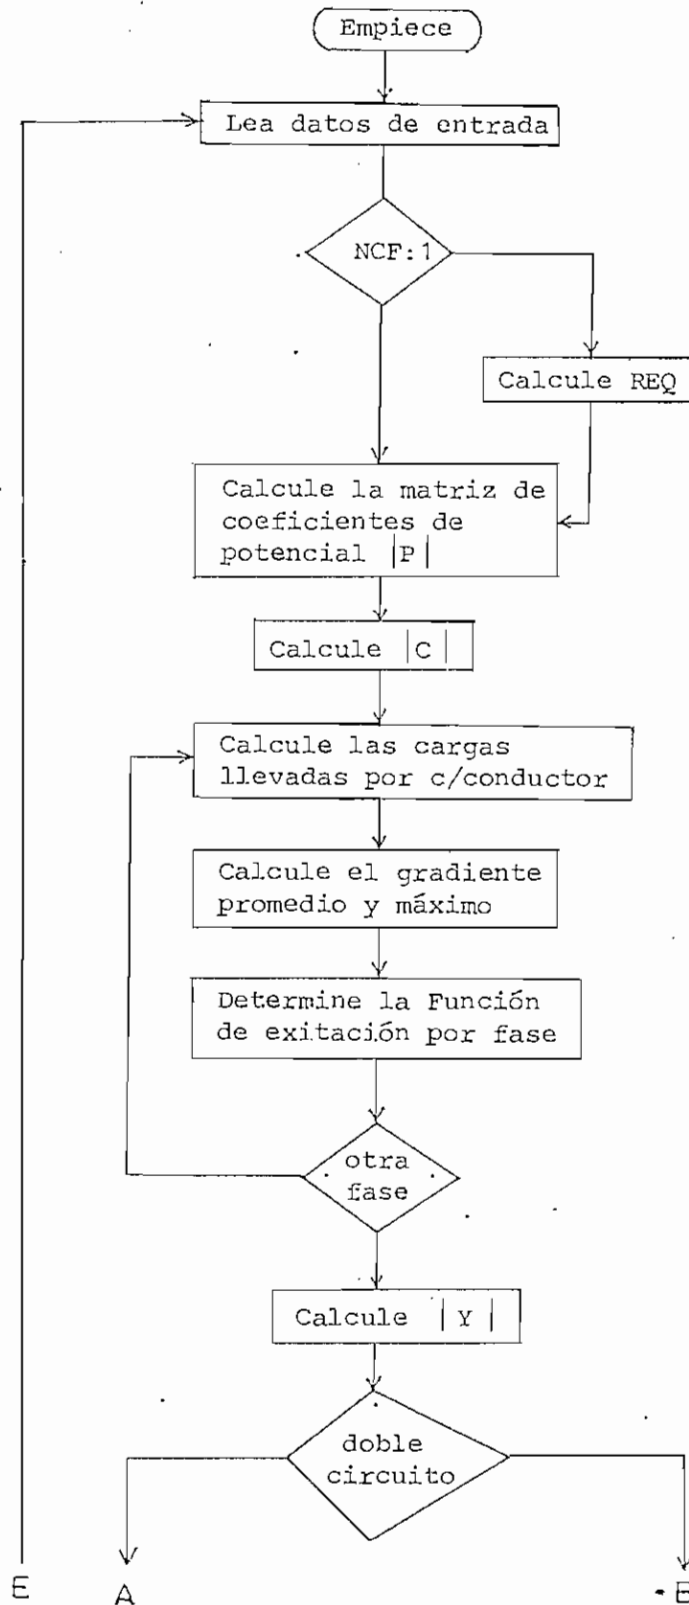 Empiece
Lea datos de entrada
NCF:1
Calcule REQ
Calcule la matriz de
coeficientes de
potencial |P|
Calcule |C|
Calcule las cargas
llevadas por c/conductor
Calcule el gradiente
promedio y máximo
Determine la Función
de exitación por fase
otra
fase
Calcule |Y|
doble
circuito
E
A
B